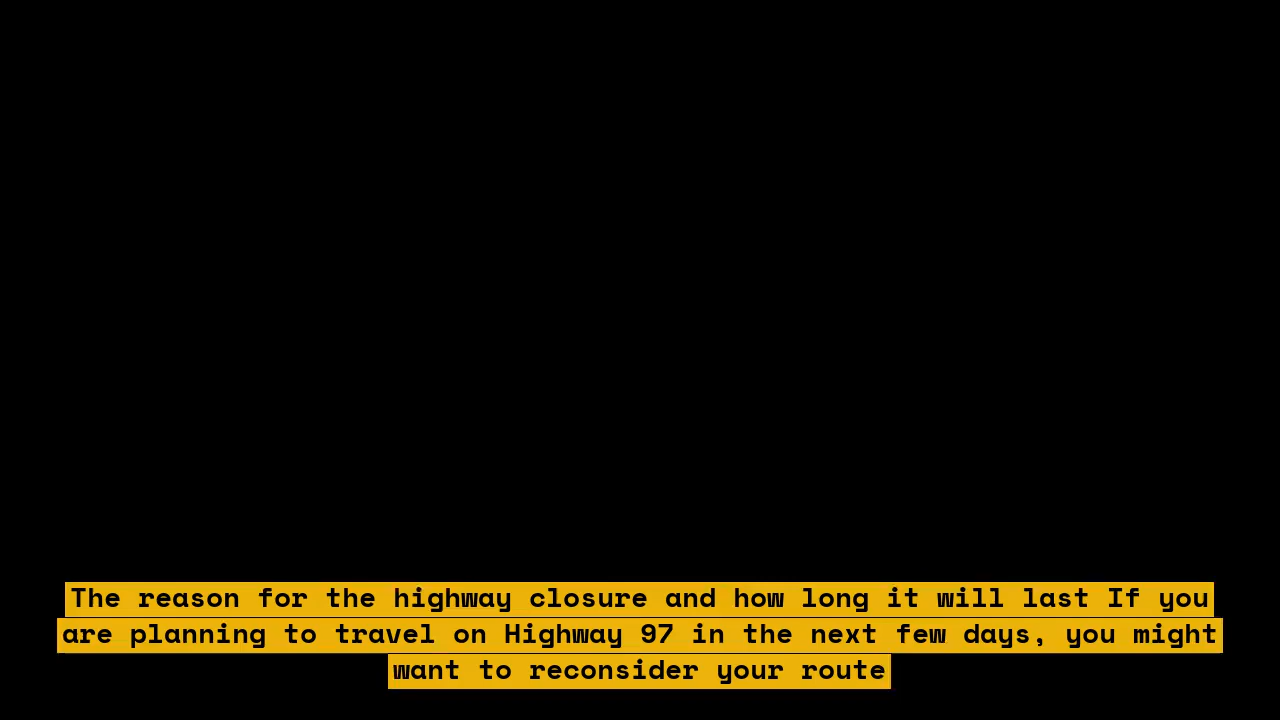 The reason for the highway closure and how long it will last If you
are planning to travel on Highway 97 in the next few days, you might
want to reconsider your route